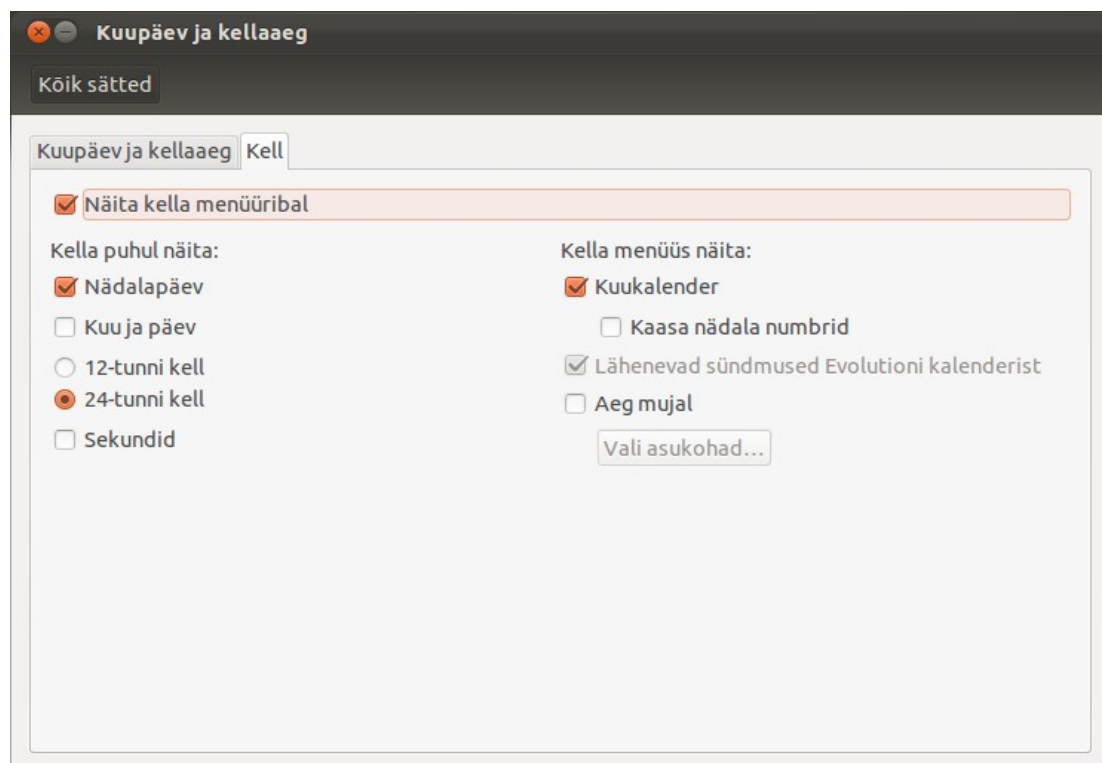 Kuupäev ja kellaaeg
Kõik sätted
Kuupäev ja kellaaeg Kell
Näita kella menüüribal
Kella puhul näita:
Nädalapäev
Kuu ja päev
12-tunni kell
24-tunni kell
Sekundid
Kella menüüs näita:
Kuukalender
Kaasa nädala numbrid
Lähenevad sündmused Evolutioni kalenderist
Aeg mujal
Vali asukohad...